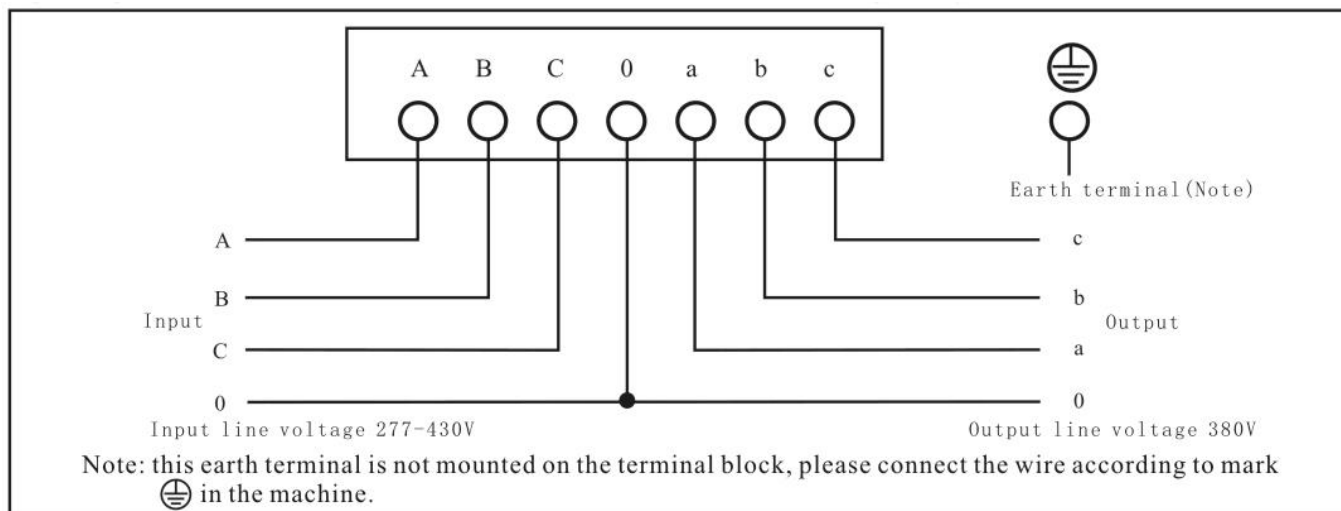 A B C 0 a b c
Earth terminal(Note)
A c
B b
Input Output
C a
0 0
Input line voltage 277-430V Output line voltage 380V
Note: this earth terminal is not mounted on the terminal block, please connect the wire according to mark
in the machine.